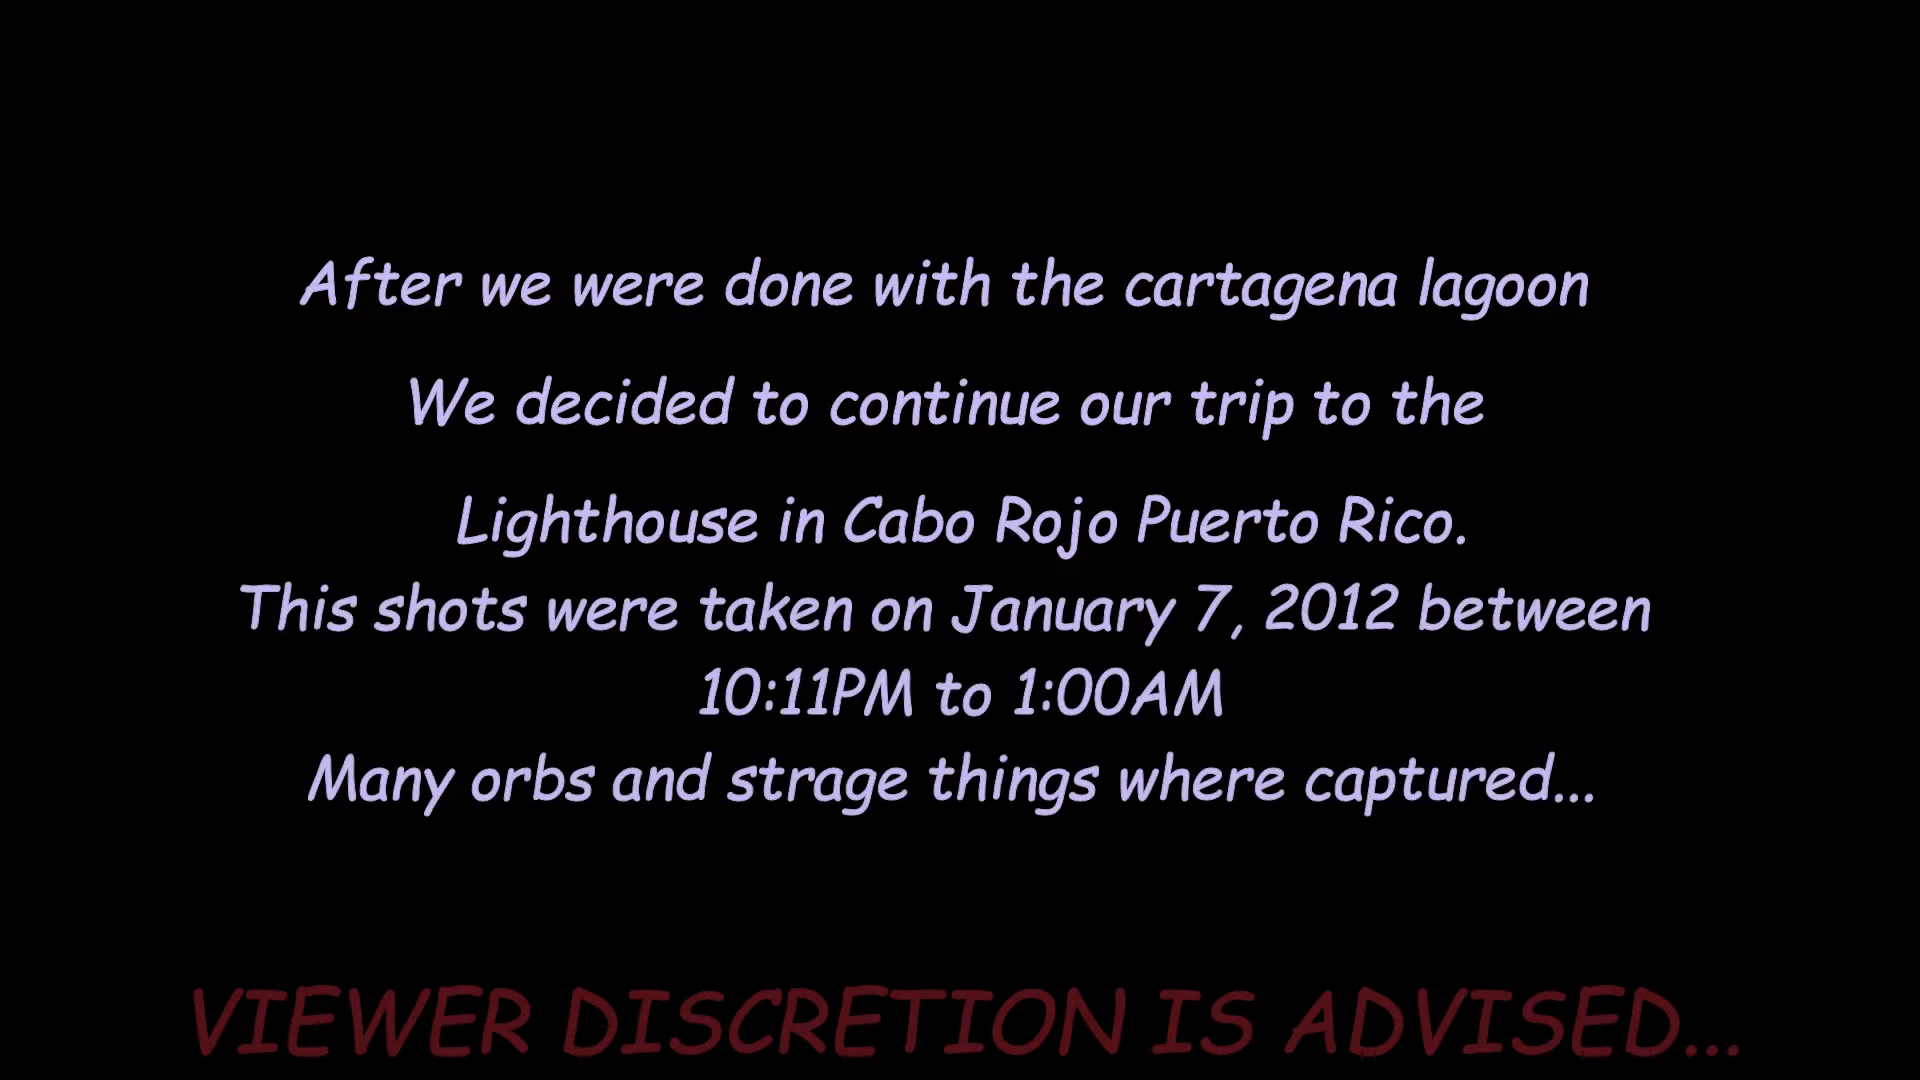 After we were done with the cartagena lagoon
We decided to continue our trip to the
Lighthouse in Cabo Rojo Puerto Rico.
This shots were taken on January 7, 2012 between
10:11PM to 1:00AM
Many orbs and strage things where captured...
VIEWER DISCRETION IS ADVISED...